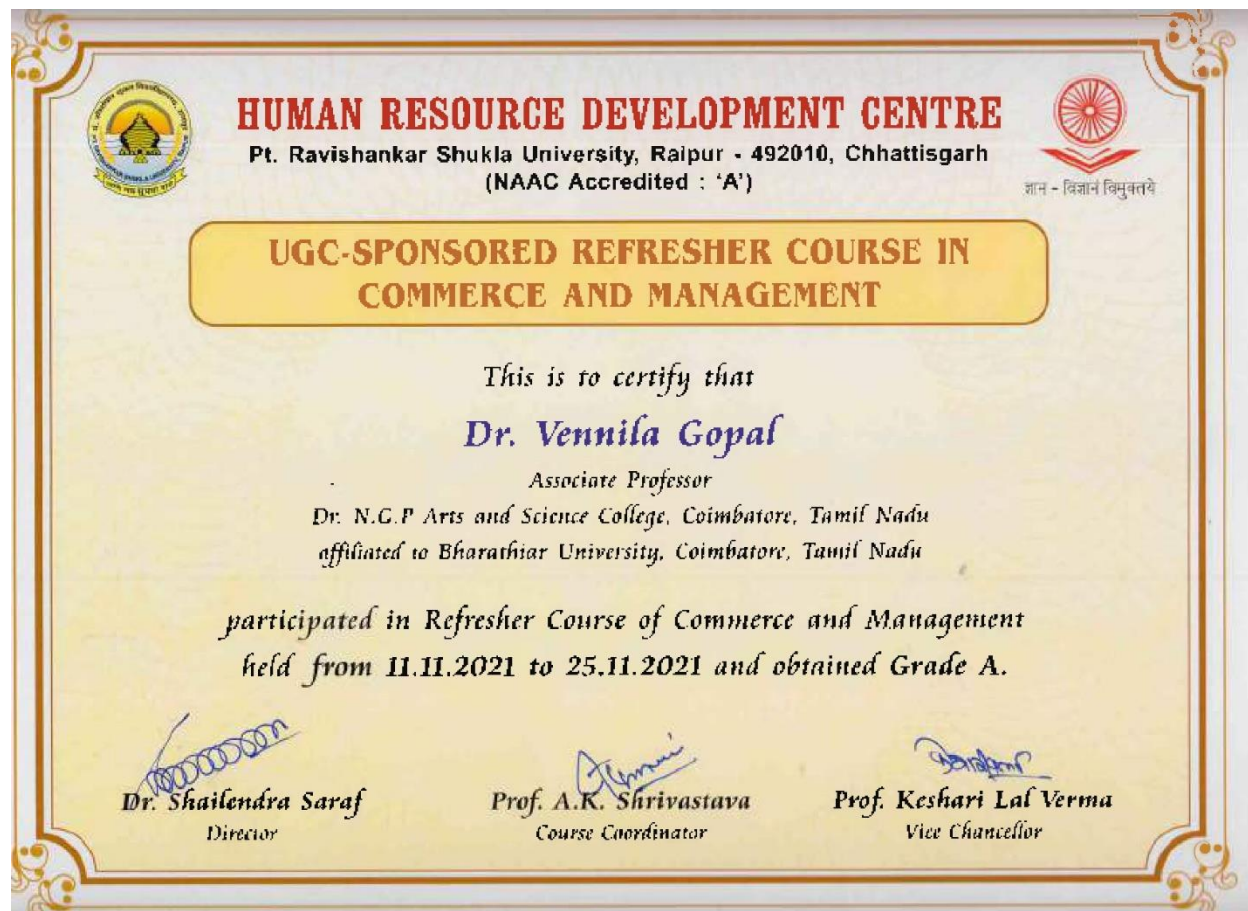 HUMAN RESOURCE DEVELOPMENT CENTRE
Pt. Ravishankar Shukla University, Raipur - 492010, Chhattisgarh
(NAAC Accredited : 'A')
ज्ञान - विज्ञानं विमुक्तये
UGC-SPONSORED REFRESHER COURSE IN
COMMERCE AND MANAGEMENT
This is to certify that
Dr. Vennila Gopal
Associate Professor
Dr. N.G.P Arts and Science College, Coimbatore, Tamil Nadu
affiliated to Bharathiar University, Coimbatore, Tamil Nadu
participated in Refresher Course of Commerce and Management
held from 11.11.2021 to 25.11.2021 and obtained Grade A.
Dr. Shailendra Saraf Prof. A.K. Shrivastava Prof. Keshari Lal Verma
Director Course Coordinator Vice Chancellor